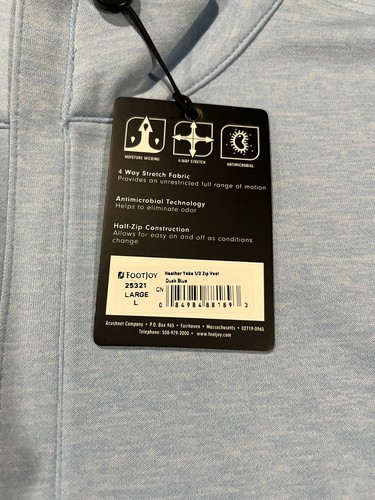 MOISTURE WICKING 4-WAY STRETCH ANTIMICROBIAL
4 Way Stretch Fabric
Provides an unrestricted full range of motion
Antimicrobial Technology
Helps to eliminate odor
Half-Zip Construction
Allows for easy on and off as conditions
change
FOOTJOY
25321
LARGE
L
Heather Yoke 1/2 Zip Vest
Dusk Blue
CN
0 84984 88189 3
Acushnet Company • P.O. Box 965 • Fairhaven • Massachusetts • 02719-0965
Telephone: 508-979-2000 • www.footjoy.com